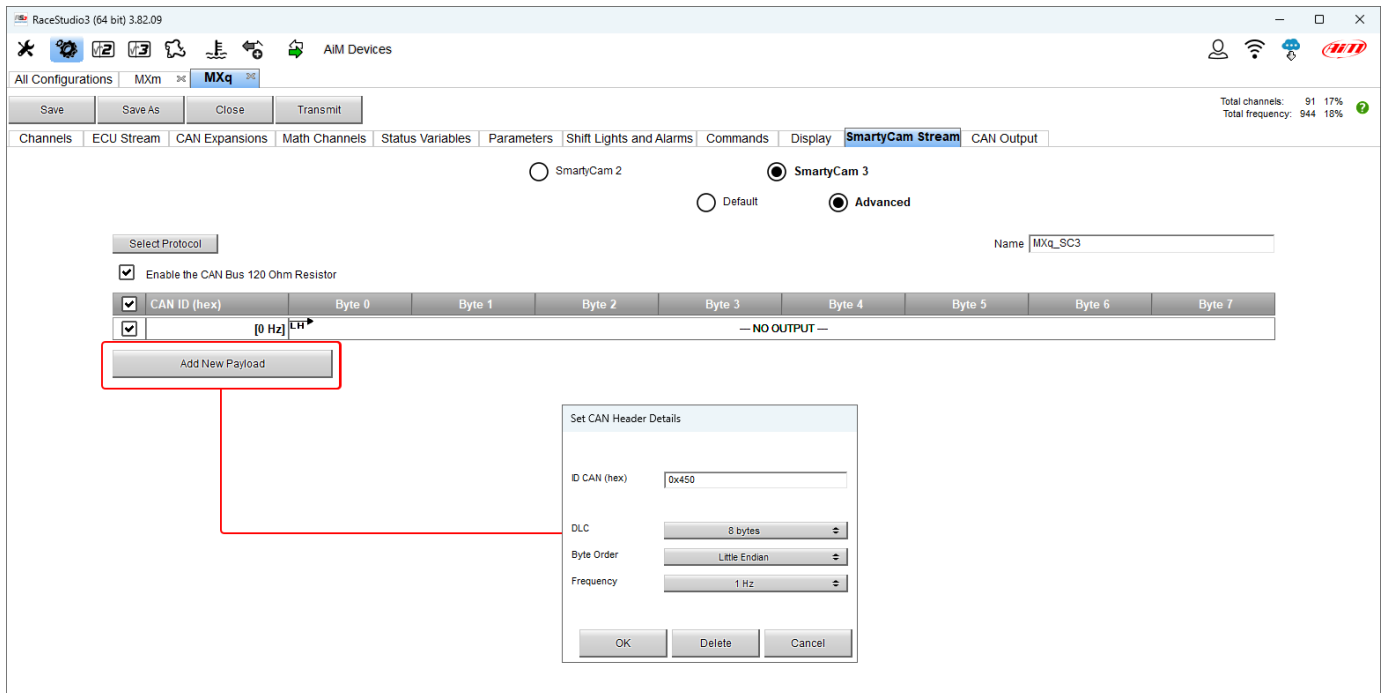 RaceStudio3 (64 bit) 3.82.09
AiM Devices
AiM
All Configurations MXm MXq
Save Save As Close Transmit
Total channels: 91 17%
Total frequency: 944 18%
Channels ECU Stream CAN Expansions Math Channels Status Variables Parameters Shift Lights and Alarms Commands Display SmartyCam Stream CAN Output
SmartyCam 2 SmartyCam 3
Default Advanced
Select Protocol Name MXq_SC3
Enable the CAN Bus 120 Ohm Resistor
CAN ID (hex) Byte 0 Byte 1 Byte 2 Byte 3 Byte 4 Byte 5 Byte 6 Byte 7
[0 Hz] LH — NO OUTPUT —
Add New Payload
Set CAN Header Details
ID CAN (hex) 0x450
DLC 8 bytes
Byte Order Little Endian
Frequency 1 Hz
OK Delete Cancel